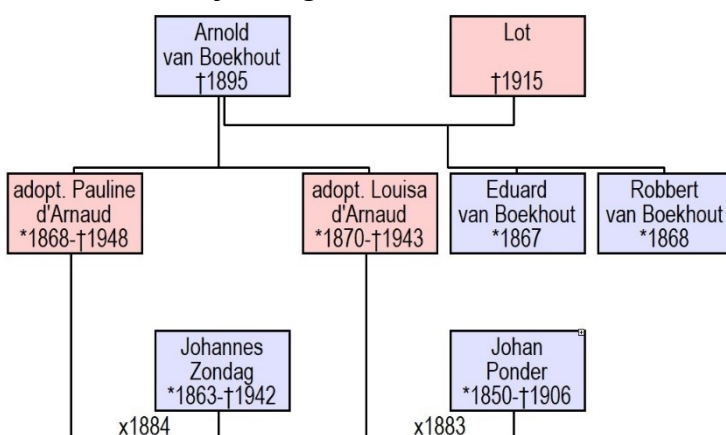 Arnold
van Boekhout
†1895
Lot
†1915
adopt. Pauline
d'Arnaud
*1868-†1948
adopt. Louisa
d'Arnaud
*1870-†1943
Eduard
van Boekhout
*1867
Robbert
van Boekhout
*1868
Johannes
Zondag
*1863-†1942
Johan
Ponder
*1850-†1906
x1884
x1883